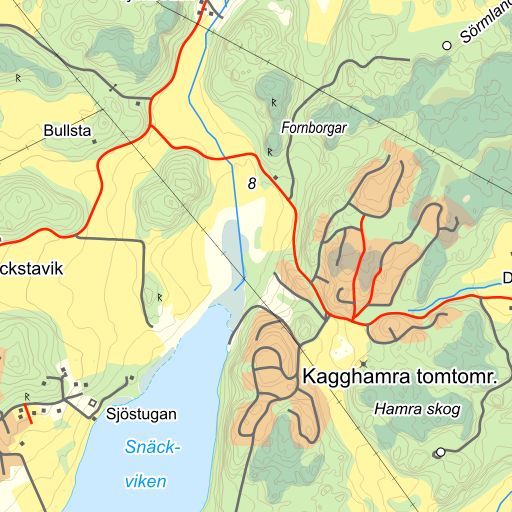 Sörmland
Bullsta
Fornborgar
8
ckstavik
D
Kagghamra tomtomr.
Hamra skog
Sjöstugan
Snäck-
viken